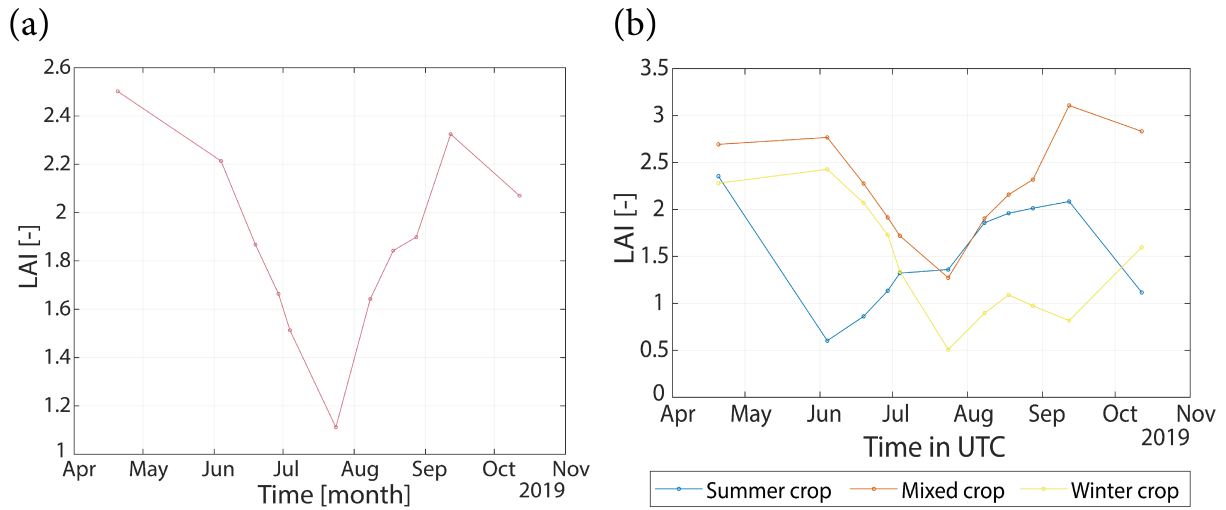 (a)
2.6
2.4
2.2
2
1.8
1.6
1.4
1.2
1
LAI [-]
Apr May Jun Jul Aug Sep Oct Nov
Time [month]
2019
(b)
3.5
3
2.5
2
1.5
1
0.5
0
LAI [-]
Apr May Jun Jul Aug Sep Oct Nov
Time in UTC
2019
Summer crop Mixed crop Winter crop